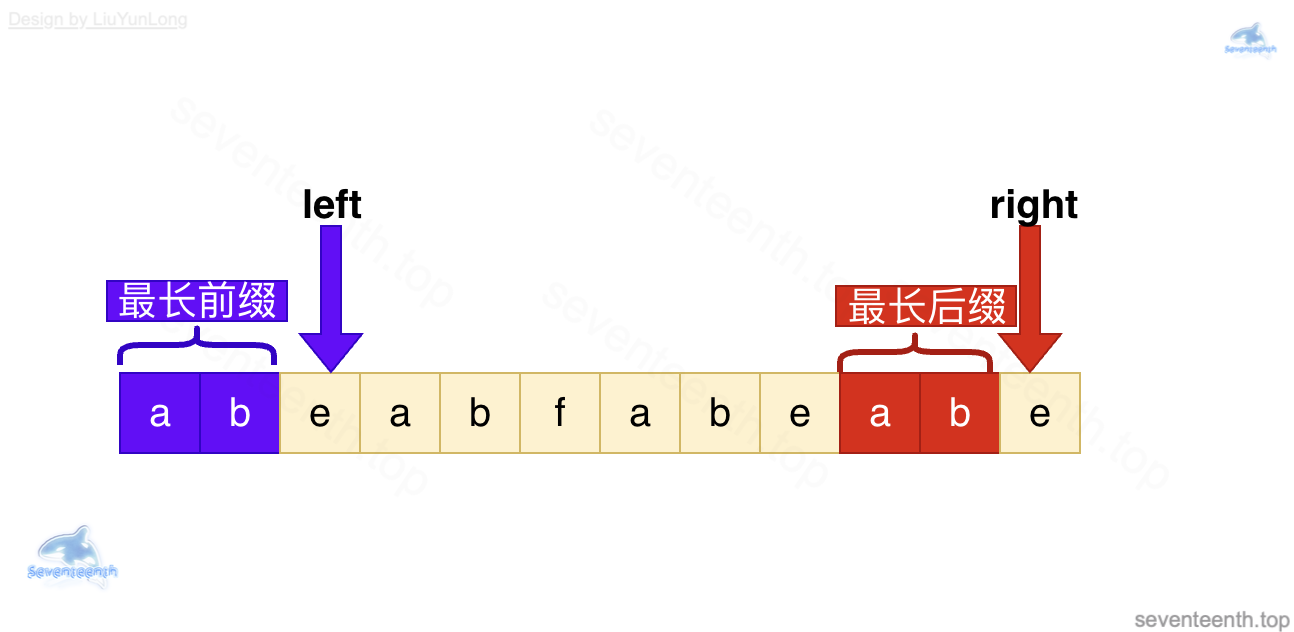 Design by LiuYunLong
Seventeenth
seventeenth.top
seventeenth.top
left
right
最长前缀
最长后缀
seventeenth.top
seventeenth.top
a b e a b f a b e a b e
Seventeenth
seventeenth.top